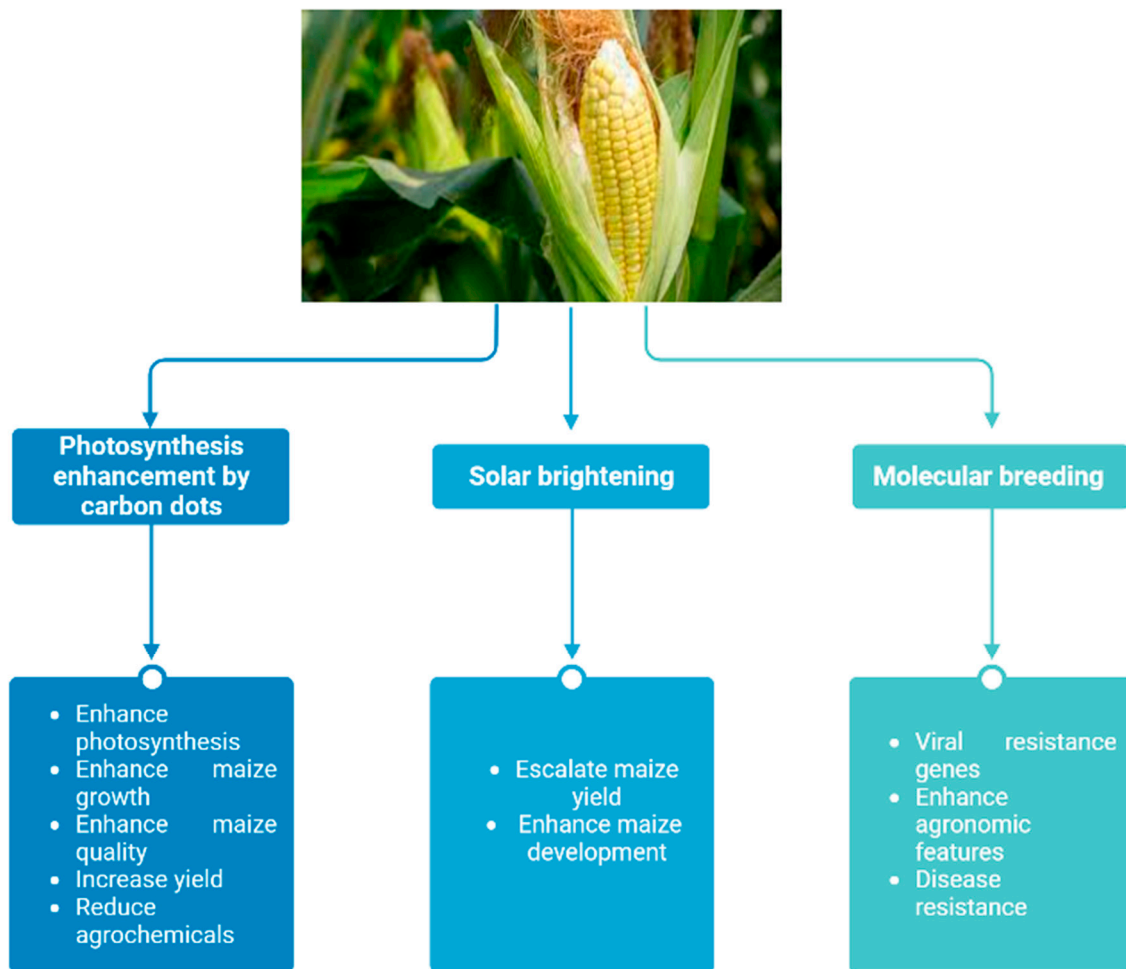 Photosynthesis
enhancement by
carbon dots
Solar brightening
Molecular breeding
• Enhance
photosynthesis
• Enhance maize
growth
• Enhance maize
quality
• Increase yield
• Reduce
agrochemicals
• Escalate maize
yield
• Enhance maize
development
• Viral resistance
genes
• Enhance
agronomic
features
• Disease
resistance